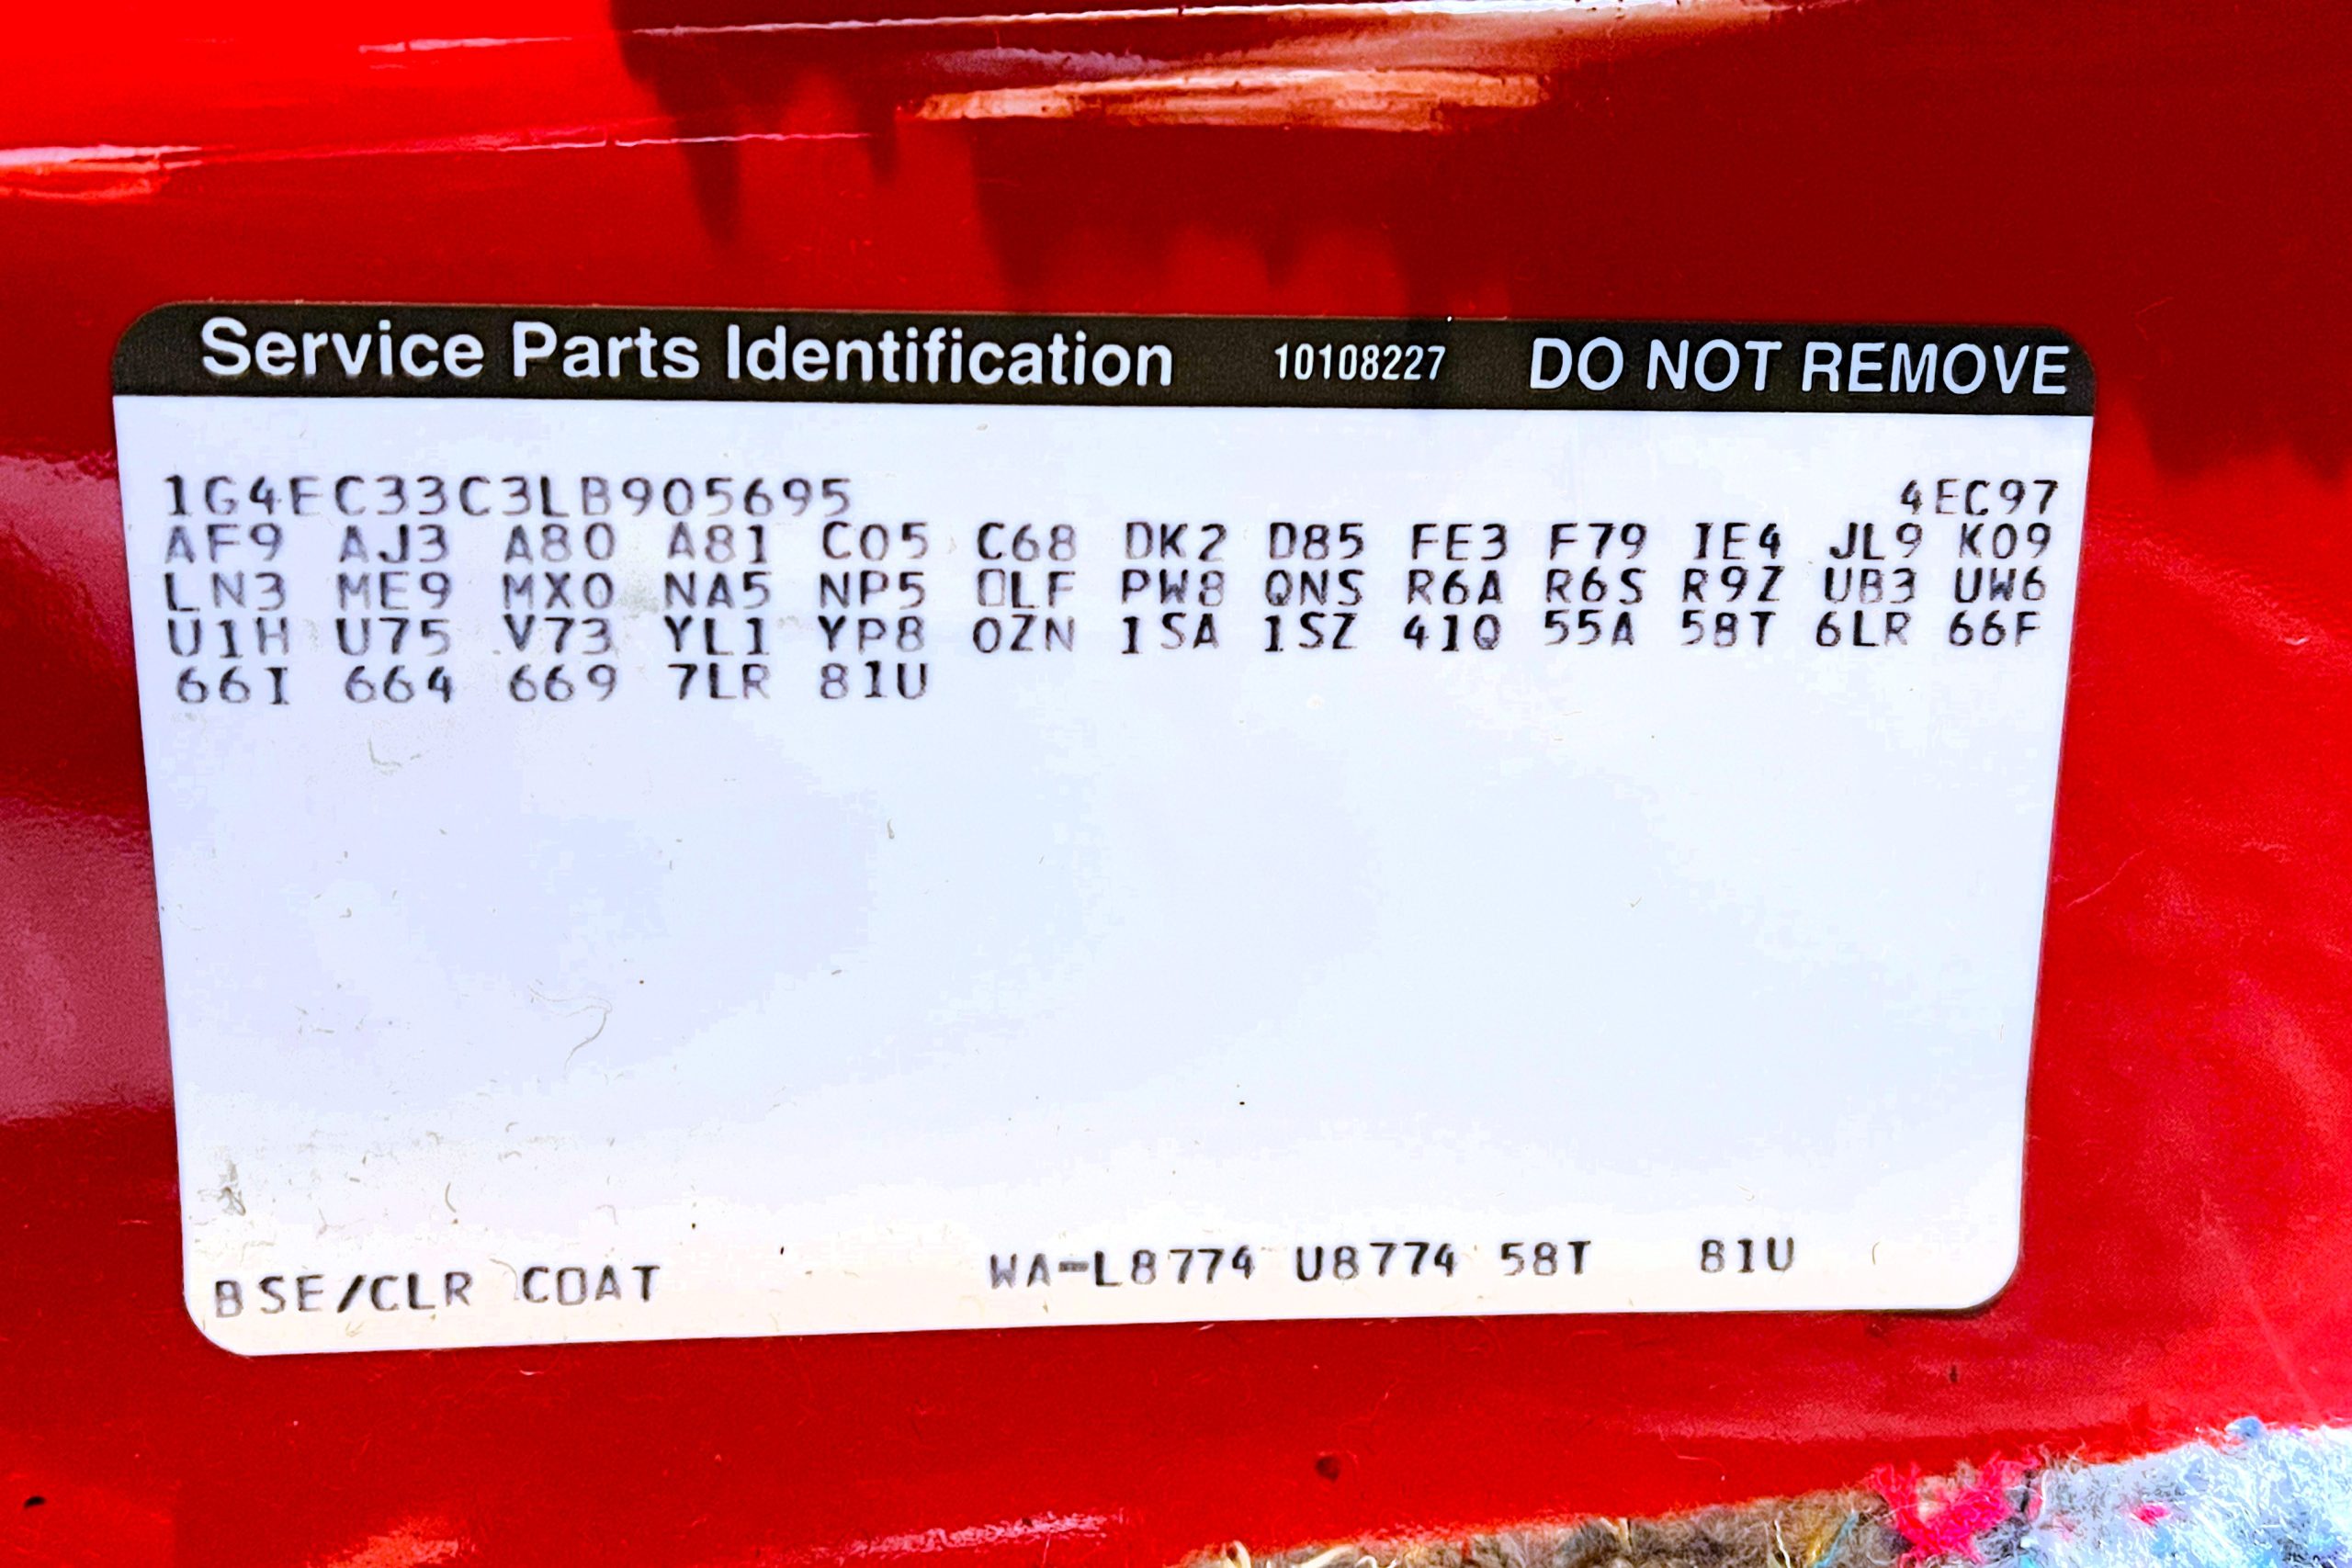 Service Parts Identification 10108227 DO NOT REMOVE
1G4EC33C3LB905695 4EC97
AF9 AJ3 A80 A81 C05 C68 DK2 D85 FE3 F79 IE4 JL9 K09
LN3 ME9 MX0 NA5 NP5 OLF PW8 QNS R6A R6S R9Z UB3 UW6
U1H U75 V73 YL1 YP8 0ZN 1SA 1SZ 41Q 55A 58T 6LR 66F
66I 664 669 7LR 81U
BSE/CLR COAT WA-L8774 U8774 58T 81U